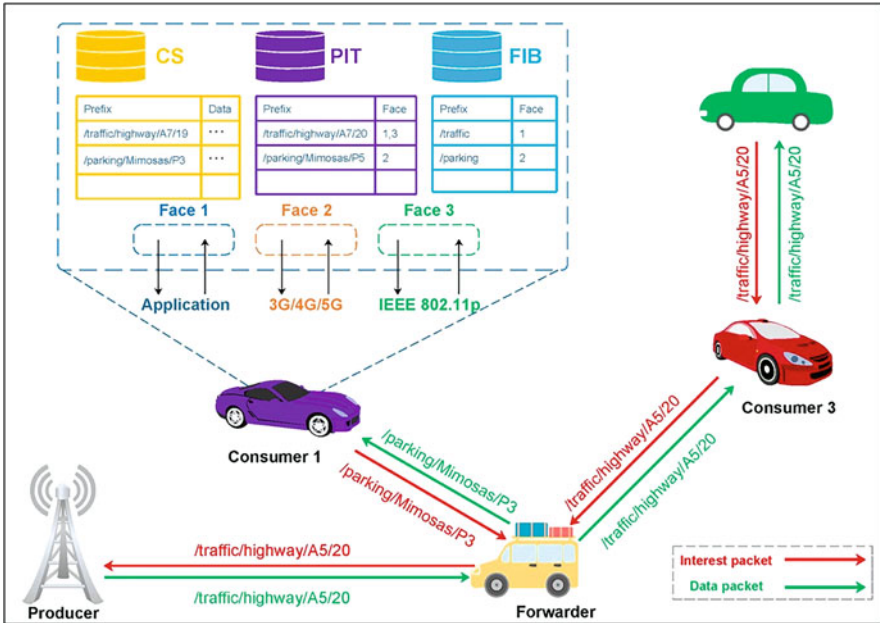 CS
PIT
FIB
Prefix Data
/traffic/highway/A7/19 ...
/parking/Mimosas/P3 ...
Prefix Face
/traffic/highway/A7/20 1,3
/parking/Mimosas/P5 2
Prefix Face
/traffic 1
/parking 2
Face 1
Face 2
Face 3
Application
3G/4G/5G
IEEE 802.11p
/traffic/highway/A5/20
/traffic/highway/A5/20
Consumer 3
Consumer 1
/parking/Mimosas/P3
/parking/Mimosas/P3
/traffic/highway/A5/20
/traffic/highway/A5/20
/traffic/highway/A5/20
/traffic/highway/A5/20
Producer
Forwarder
Interest packet
Data packet